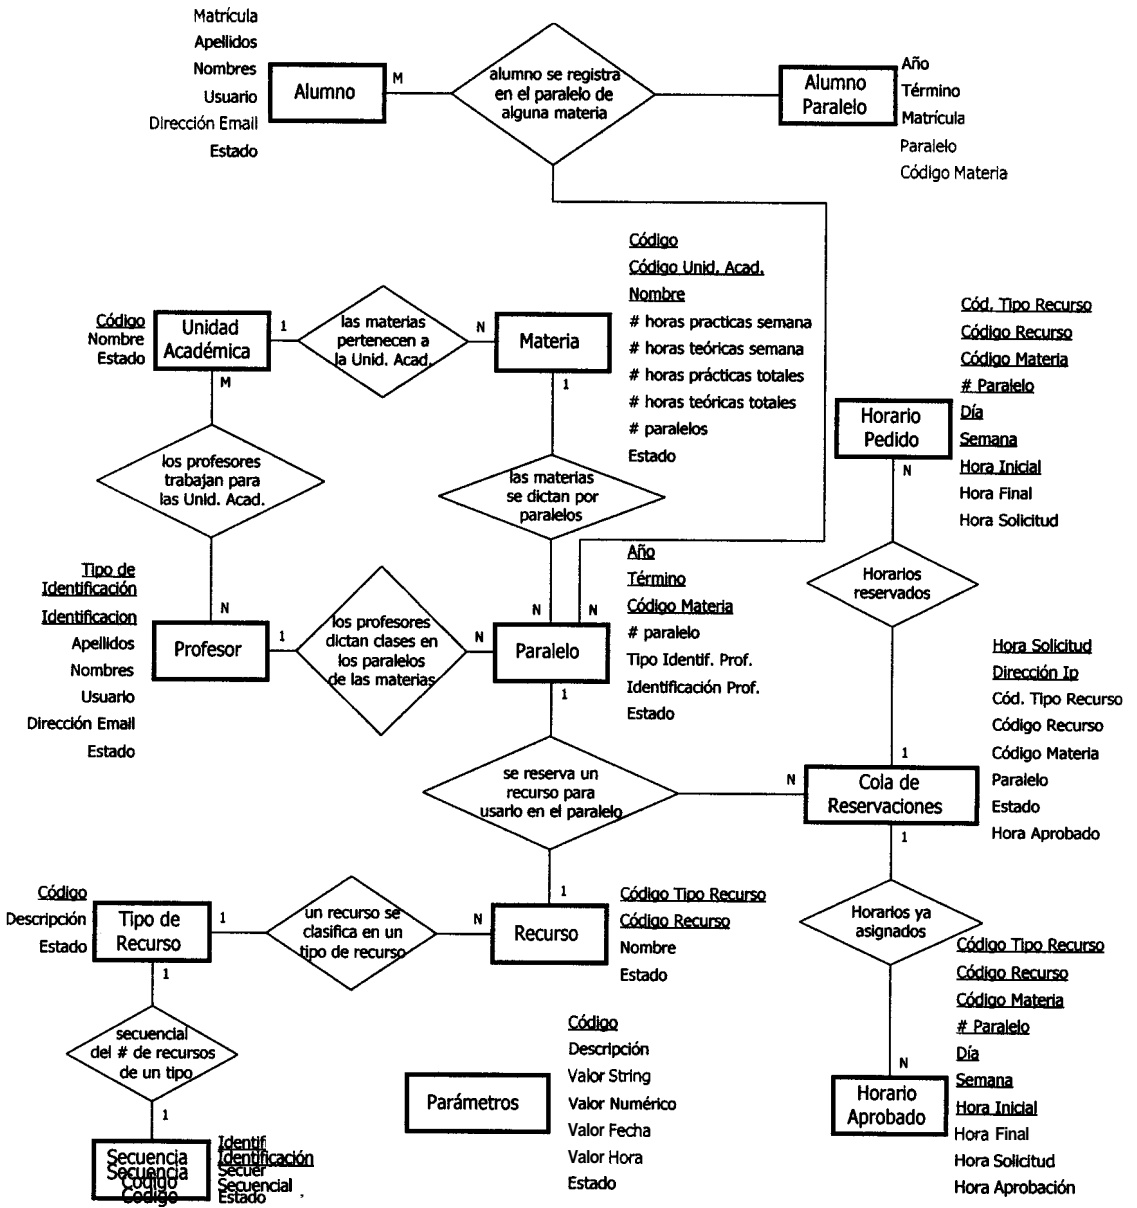 Matrícula
Apellidos
Nombres
Usuario
Dirección Email
Estado
Alumno
M
alumno se registra
en el paralelo de
alguna materia
Alumno
Paralelo
Año
Término
Matrícula
Paralelo
Código Materia
Código
Nombre
Estado
Unidad
Académica
1
M
las materias
pertenecen a
la Unid. Acad.
N
Materia
1
Código
Código Unid. Acad.
Nombre
# horas practicas semana
# horas teóricas semana
# horas prácticas totales
# horas teóricas totales
# paralelos
Estado
Horario
Pedido
N
Cód. Tipo Recurso
Código Recurso
Código Materia
# Paralelo
Día
Semana
Hora Inicial
Hora Final
Hora Solicitud
los profesores
trabajan para
las Unid. Acad.
las materias
se dictan por
paralelos
Horarios
reservados
Tipo de
Identificación
Identificacion
Apellidos
Nombres
Usuario
Dirección Email
Estado
N
Profesor
1
los profesores
dictan clases en
los paralelos
de las materias
N
N
N
Paralelo
1
Año
Término
Código Materia
# paralelo
Tipo Identif. Prof.
Identificación Prof.
Estado
se reserva un
recurso para
usarlo en el paralelo
N
1
Cola de
Reservaciones
1
Hora Solicitud
Dirección Ip
Cód. Tipo Recurso
Código Recurso
Código Materia
Paralelo
Estado
Hora Aprobado
Código
Descripción
Estado
Tipo de
Recurso
1
1
un recurso se
clasifica en un
tipo de recurso
N
1
Recurso
Código Tipo Recurso
Código Recurso
Nombre
Estado
Horarios ya
asignados
N
Horario
Aprobado
Código Tipo Recurso
Código Recurso
Código Materia
# Paralelo
Día
Semana
Hora Inicial
Hora Final
Hora Solicitud
Hora Aprobación
secuencial
del # de recursos
de un tipo
1
Secuencia
Secuencia
Código
Codigo
Identif
Identificación
Secuer
Secuencial
Estado
Parámetros
Código
Descripción
Valor String
Valor Numérico
Valor Fecha
Valor Hora
Estado